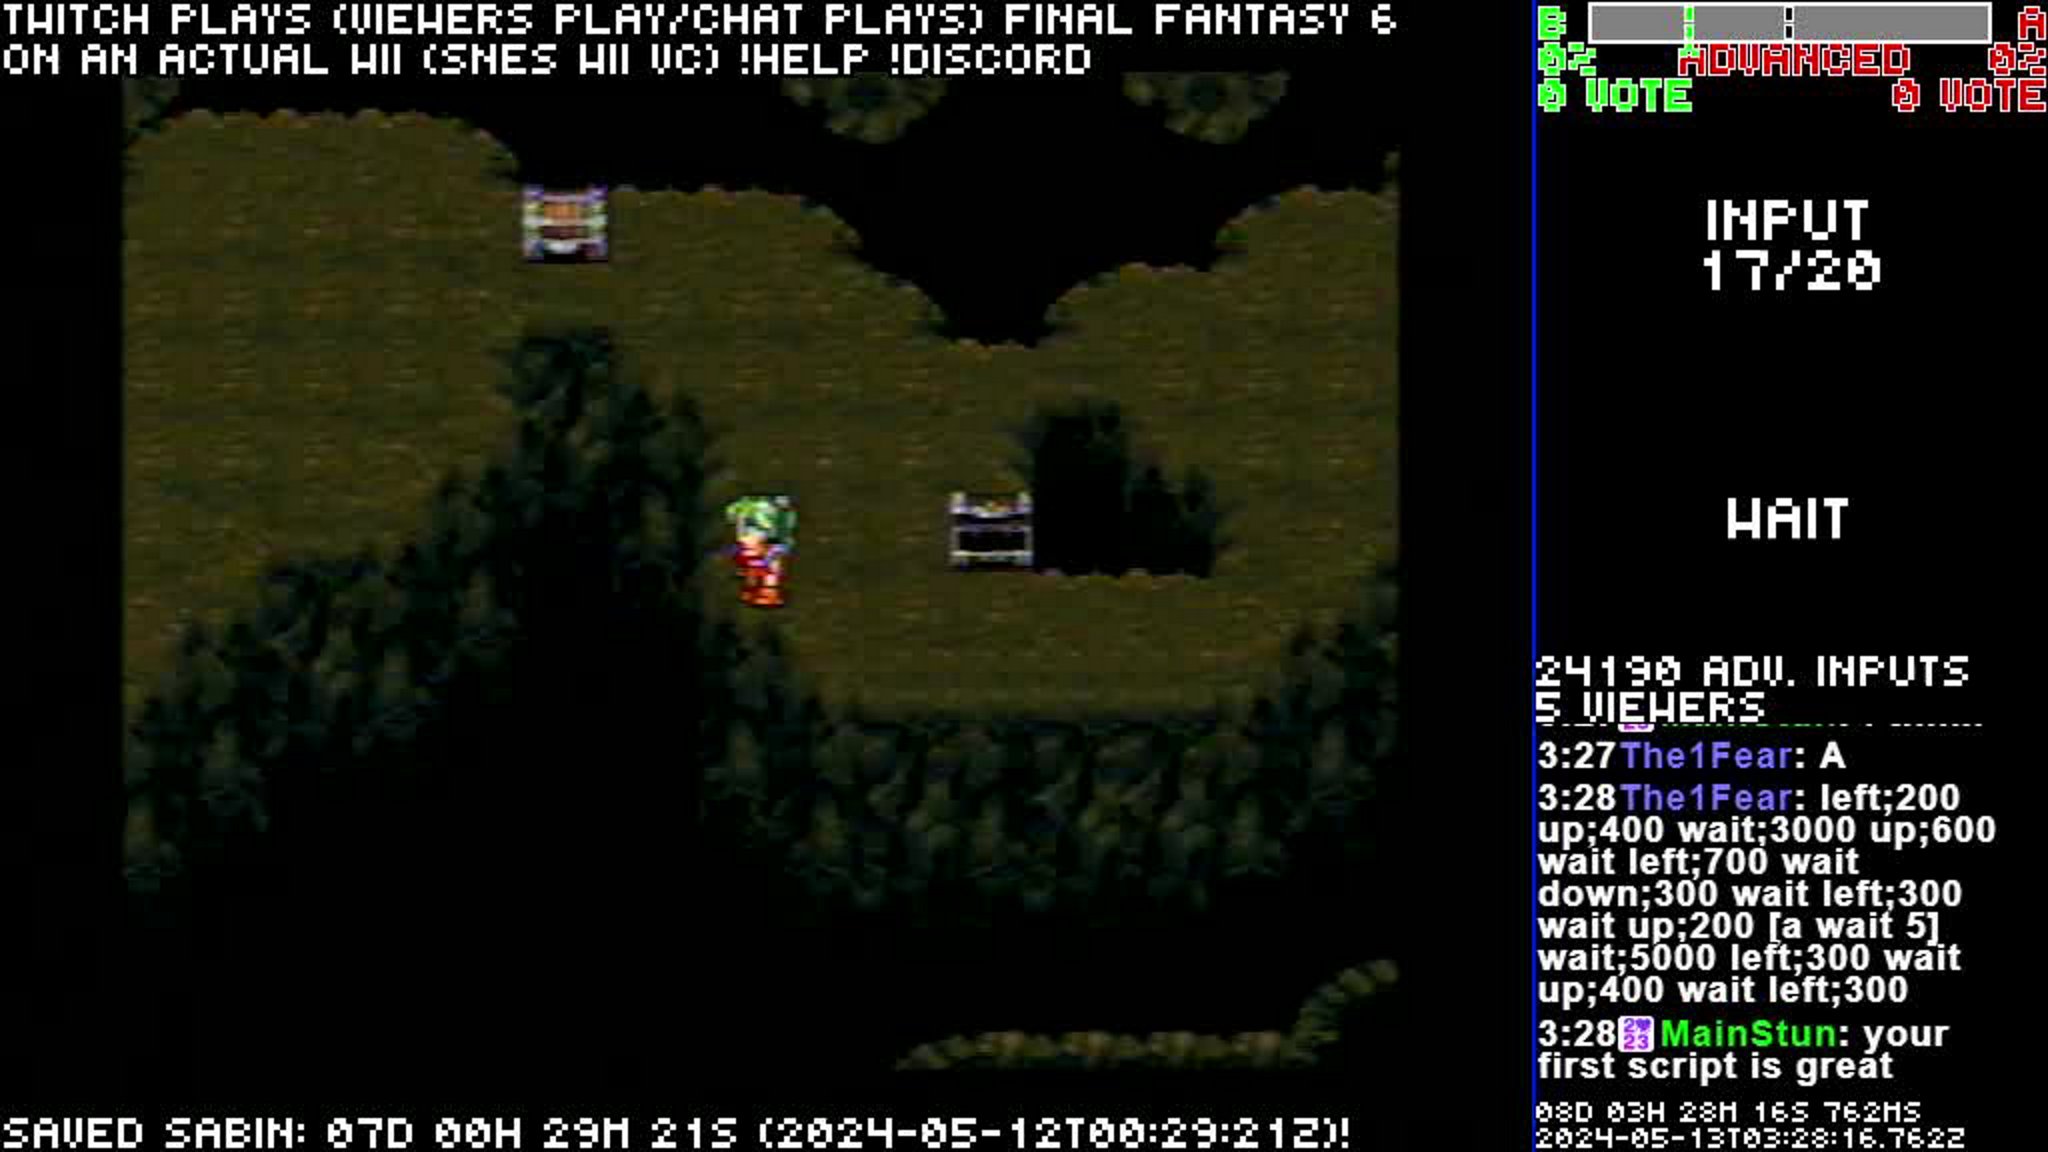 TWITCH PLAYS (VIEWERS PLAY/CHAT PLAYS) FINAL FANTASY 6
ON AN ACTUAL WII (SNES WII VC) !HELP !DISCORD
B A
0% ADVANCED 0%
0 VOTE 0 VOTE
INPUT
17/20
WAIT
24190 ADV. INPUTS
5 VIEWERS
3:27 The1Fear: A
3:28 The1Fear: left;200
up;400 wait;3000 up;600
wait left;700 wait
down;300 wait left;300
wait up;200 [a wait 5]
wait;5000 left;300 wait
up;400 wait left;300
3:28 MainStun: your
first script is great
08D 03H 28M 16S 762MS
2024-05-13T03:28:16.762Z
SAVED SABIN: 07D 00H 29M 21S (2024-05-12T00:29:21Z)!